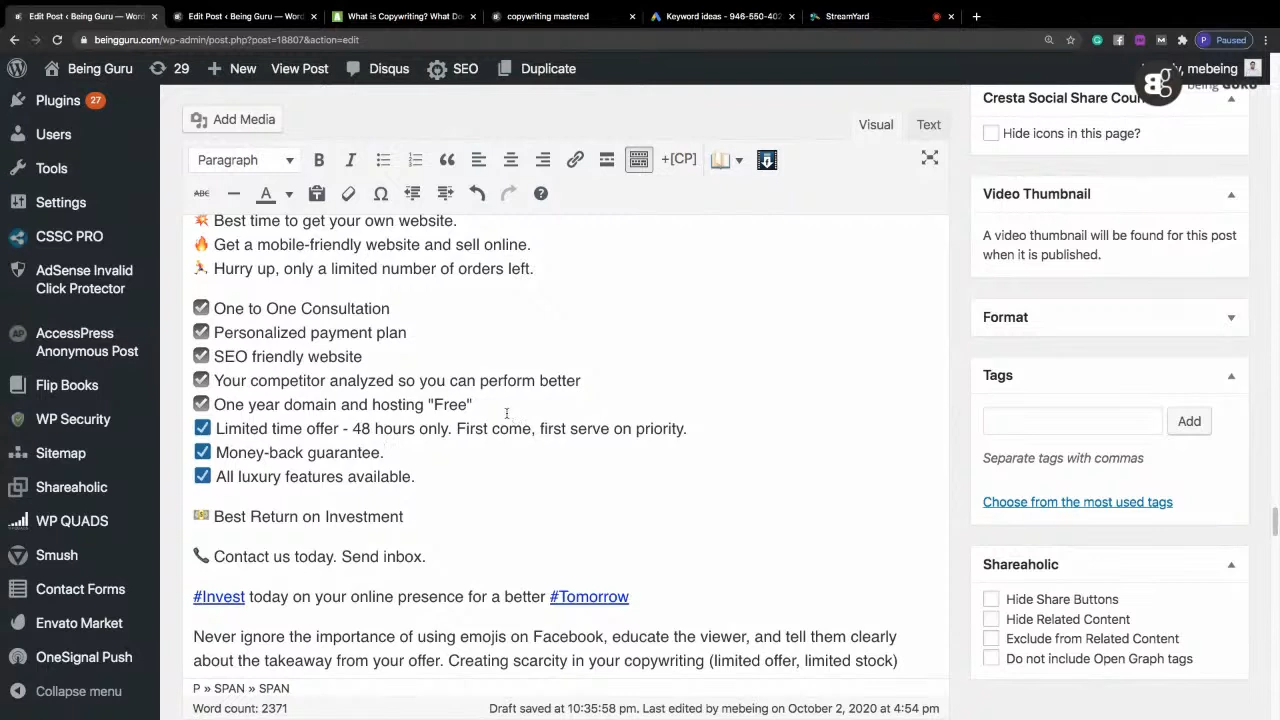 Edit Post ‹ Being Guru — Word
Edit Post ‹ Being Guru — Word
What is Copywriting? What Do
copywriting mastered
Keyword ideas - 946-550-402
StreamYard
beingguru.com/wp-admin/post.php?post=18807&action=edit
Paused
Being Guru
29
New
View Post
Disqus
SEO
Duplicate
, mebeing
being GURU
Plugins 27
Users
Tools
Settings
CSSC PRO
AdSense Invalid
Click Protector
AccessPress
Anonymous Post
Flip Books
WP Security
Sitemap
Shareaholic
WP QUADS
Smush
Contact Forms
Envato Market
OneSignal Push
Collapse menu
Add Media
Visual
Text
Paragraph
B
I
+[CP]
ABC
A
💥 Best time to get your own website.
🔥 Get a mobile-friendly website and sell online.
🏃 Hurry up, only a limited number of orders left.
☑ One to One Consultation
☑ Personalized payment plan
☑ SEO friendly website
☑ Your competitor analyzed so you can perform better
☑ One year domain and hosting "Free"
☑ Limited time offer - 48 hours only. First come, first serve on priority.
☑ Money-back guarantee.
☑ All luxury features available.
💵 Best Return on Investment
📞 Contact us today. Send inbox.
#Invest today on your online presence for a better #Tomorrow
Never ignore the importance of using emojis on Facebook, educate the viewer, and tell them clearly
about the takeaway from your offer. Creating scarcity in your copywriting (limited offer, limited stock)
P » SPAN » SPAN
Word count: 2371
Draft saved at 10:35:58 pm. Last edited by mebeing on October 2, 2020 at 4:54 pm
Cresta Social Share Coun
Hide icons in this page?
Video Thumbnail
A video thumbnail will be found for this post
when it is published.
Format
Tags
Add
Separate tags with commas
Choose from the most used tags
Shareaholic
Hide Share Buttons
Hide Related Content
Exclude from Related Content
Do not include Open Graph tags